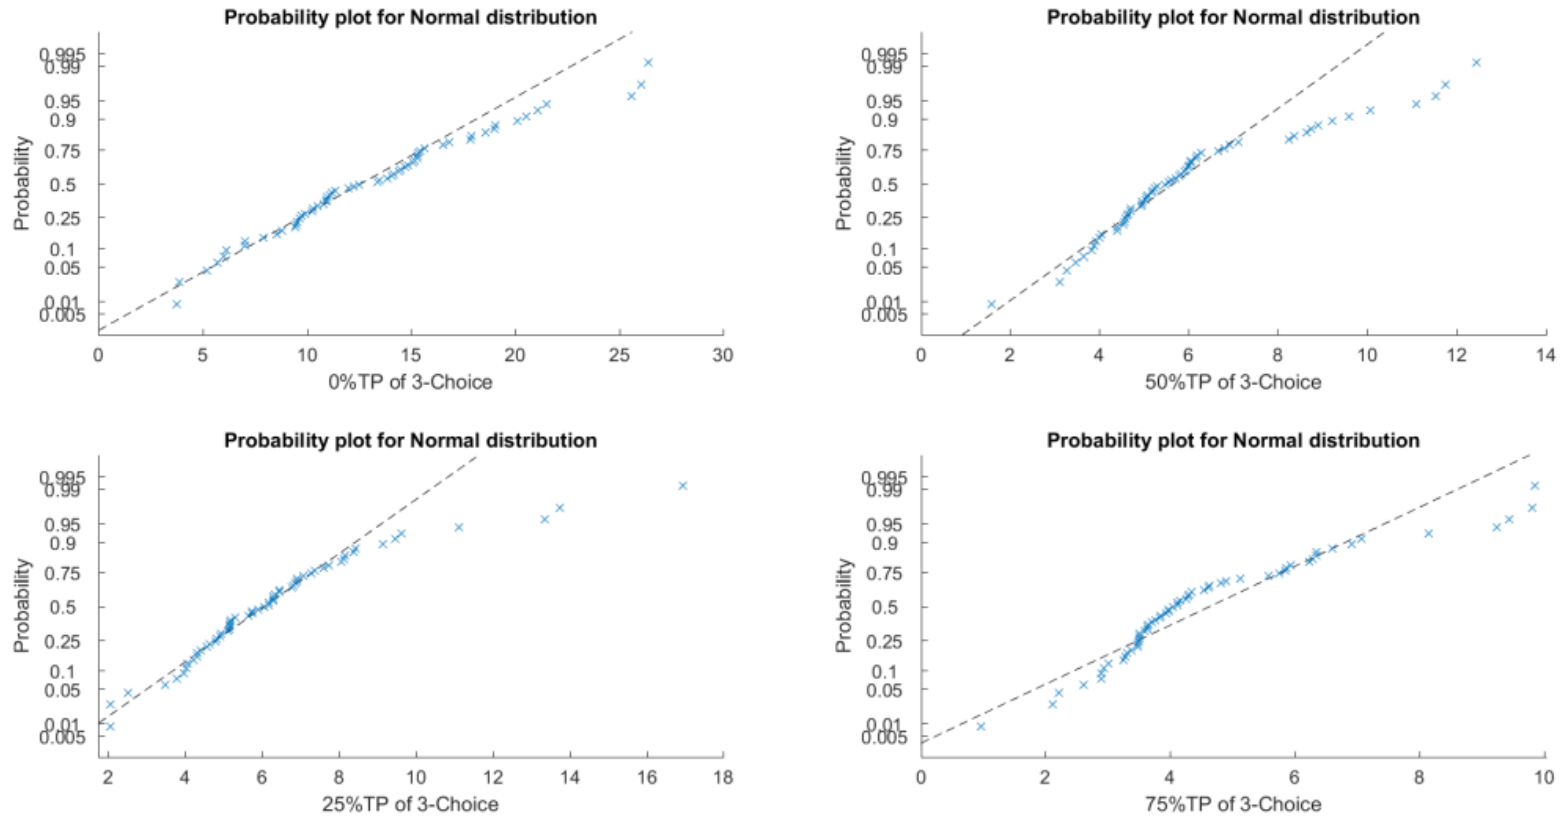 Probability plot for Normal distribution
0.995
0.99
0.95
0.9
0.75
0.5
0.25
0.1
0.05
0.01
0.005
Probability
0 5 10 15 20 25 30
0%TP of 3-Choice
Probability plot for Normal distribution
0.995
0.99
0.95
0.9
0.75
0.5
0.25
0.1
0.05
0.01
0.005
Probability
0 2 4 6 8 10 12 14
50%TP of 3-Choice
Probability plot for Normal distribution
0.995
0.99
0.95
0.9
0.75
0.5
0.25
0.1
0.05
0.01
0.005
Probability
2 4 6 8 10 12 14 16 18
25%TP of 3-Choice
Probability plot for Normal distribution
0.995
0.99
0.95
0.9
0.75
0.5
0.25
0.1
0.05
0.01
0.005
Probability
0 2 4 6 8 10
75%TP of 3-Choice